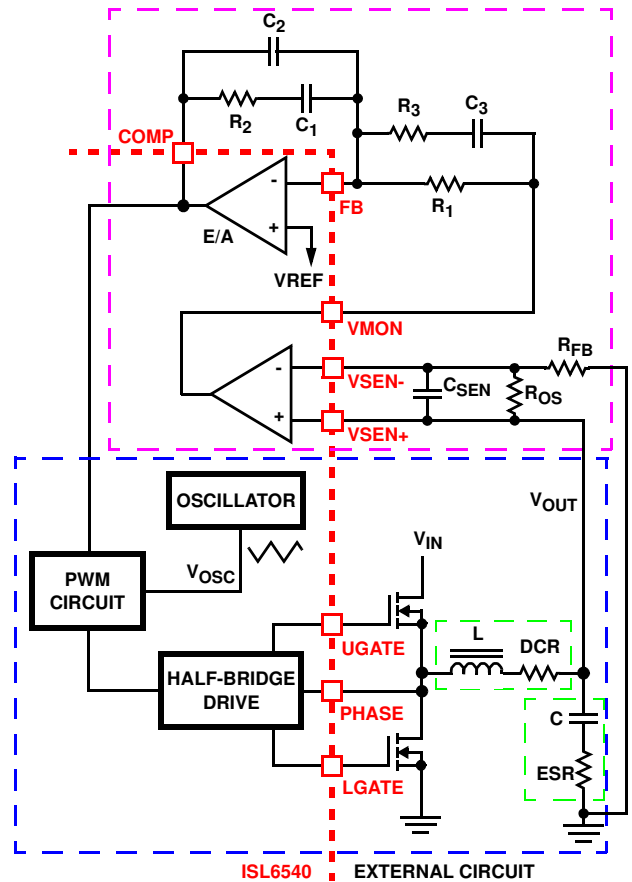 C2
R2
C1
R3
C3
COMP
-
FB
R1
+
E/A
VREF
VMON
RFB
-
VSEN-
CSEN
ROS
+
VSEN+
OSCILLATOR
VOUT
VIN
PWM
CIRCUIT
VOSC
L
DCR
UGATE
HALF-BRIDGE
DRIVE
PHASE
C
ESR
LGATE
ISL6540
EXTERNAL CIRCUIT